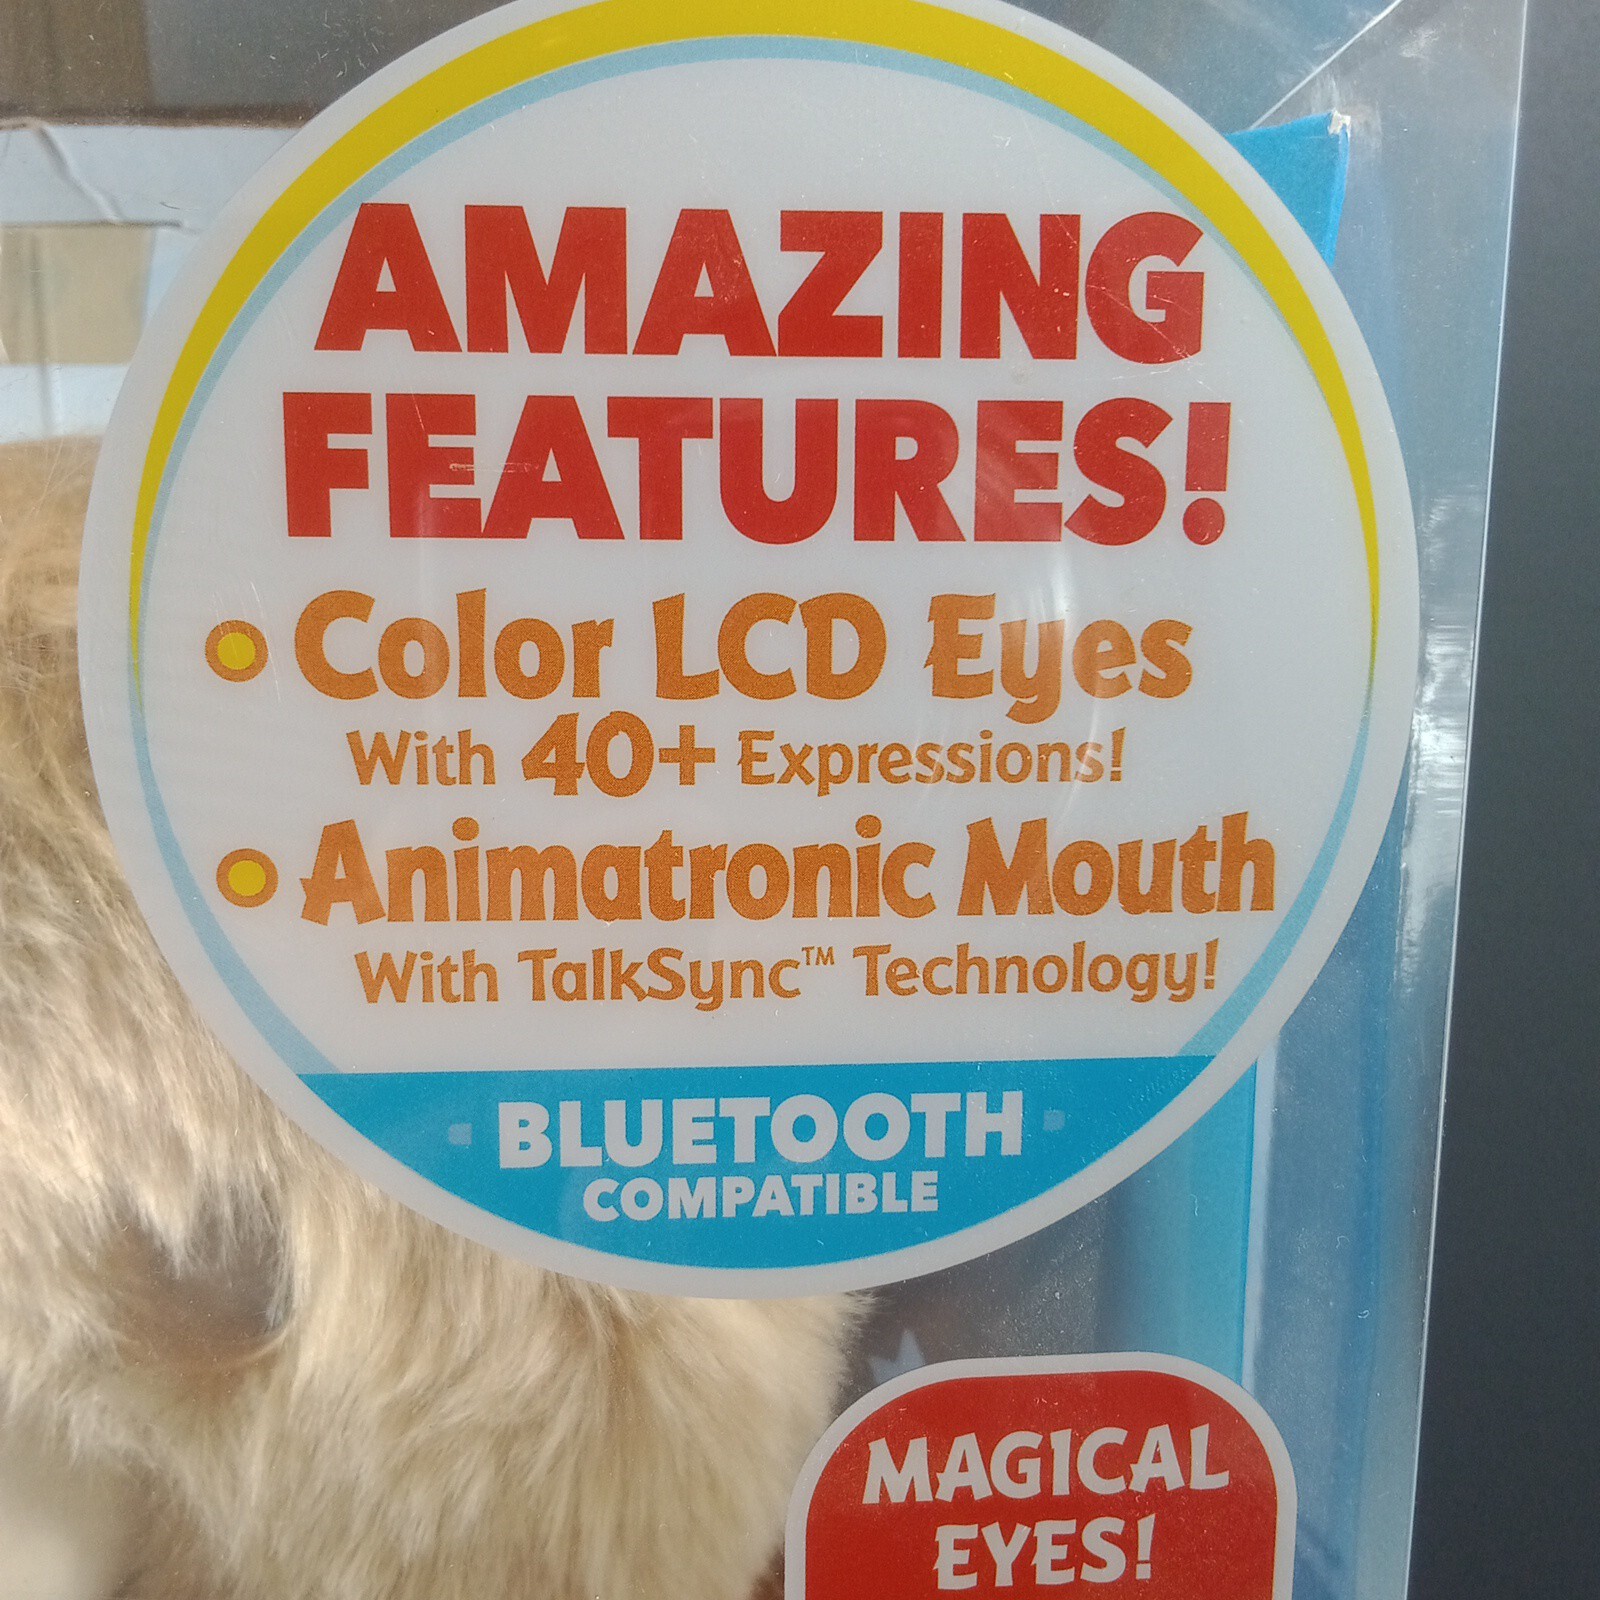 AMAZING
FEATURES!
• Color LCD Eyes
With 40+ Expressions!
• Animatronic Mouth
With TalkSync™ Technology!
BLUETOOTH
COMPATIBLE
MAGICAL
EYES!